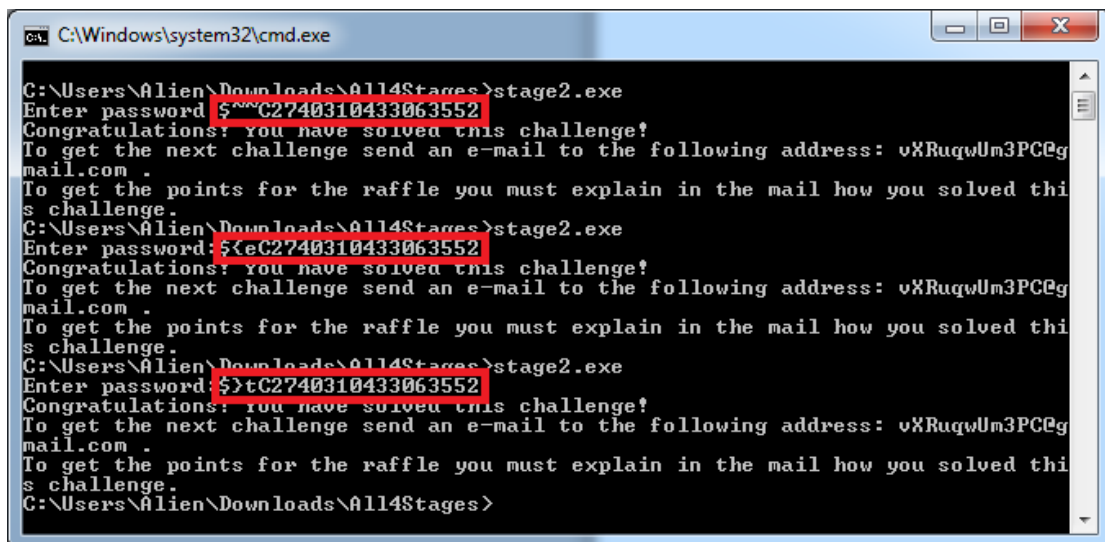 C:\Windows\system32\cmd.exe
C:\Users\Alien\Downloads\All4Stages>stage2.exe
Enter password:$~~C2740310433063552
Congratulations! You have solved this challenge!
To get the next challenge send an e-mail to the following address: vXRuqwUm3PC@g
mail.com .
To get the points for the raffle you must explain in the mail how you solved thi
s challenge.
C:\Users\Alien\Downloads\All4Stages>stage2.exe
Enter password:${eC2740310433063552
Congratulations! You have solved this challenge!
To get the next challenge send an e-mail to the following address: vXRuqwUm3PC@g
mail.com .
To get the points for the raffle you must explain in the mail how you solved thi
s challenge.
C:\Users\Alien\Downloads\All4Stages>stage2.exe
Enter password:$}tC2740310433063552
Congratulations! You have solved this challenge!
To get the next challenge send an e-mail to the following address: vXRuqwUm3PC@g
mail.com .
To get the points for the raffle you must explain in the mail how you solved thi
s challenge.
C:\Users\Alien\Downloads\All4Stages>